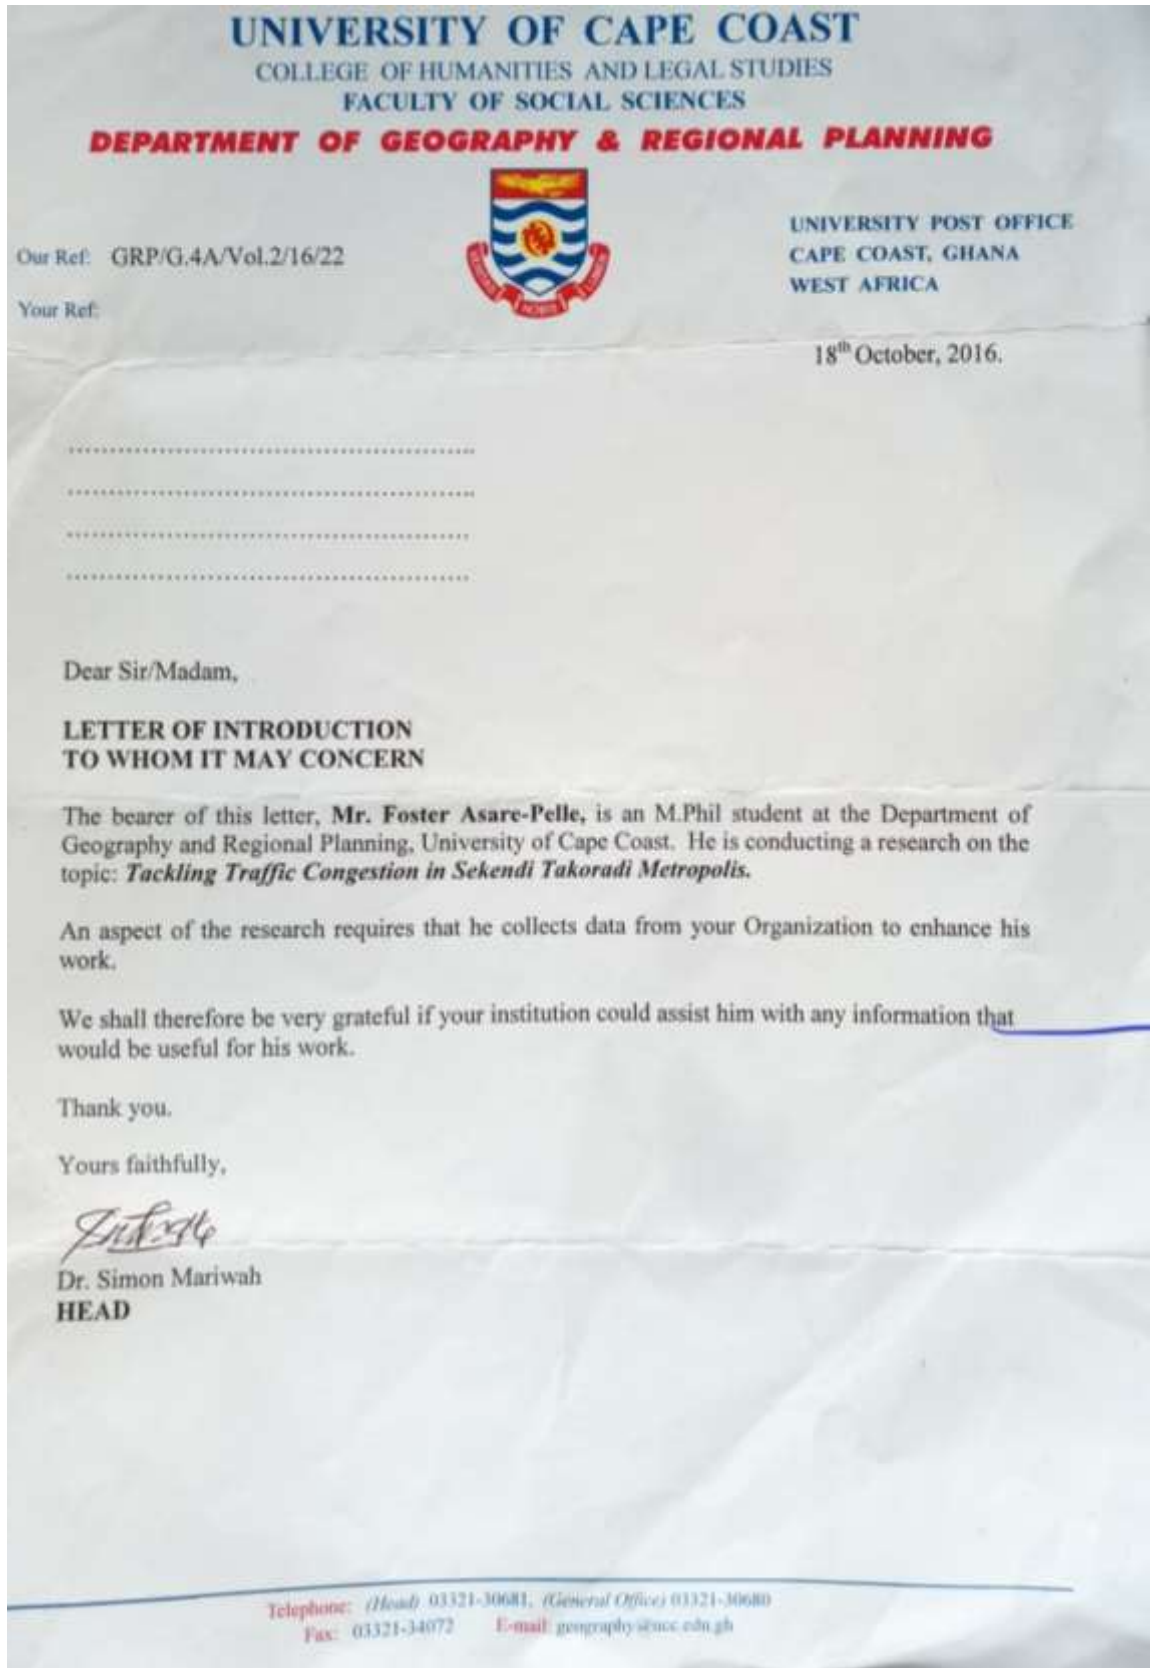 UNIVERSITY OF CAPE COAST
COLLEGE OF HUMANITIES AND LEGAL STUDIES
FACULTY OF SOCIAL SCIENCES
DEPARTMENT OF GEOGRAPHY & REGIONAL PLANNING
UNIVERSITY POST OFFICE
CAPE COAST, GHANA
WEST AFRICA
Our Ref: GRP/G.4A/Vol.2/16/22
Your Ref:
18th October, 2016.
Dear Sir/Madam,
LETTER OF INTRODUCTION
TO WHOM IT MAY CONCERN
The bearer of this letter, Mr. Foster Asare-Pelle, is an M.Phil student at the Department of
Geography and Regional Planning, University of Cape Coast. He is conducting a research on the
topic: Tackling Traffic Congestion in Sekendi Takoradi Metropolis.
An aspect of the research requires that he collects data from your Organization to enhance his
work.
We shall therefore be very grateful if your institution could assist him with any information that
would be useful for his work.
Thank you.
Yours faithfully,
Dr. Simon Mariwah
HEAD
Telephone: (Head) 03321-30681, (General Office) 03321-30680
Fax: 03321-34072 E-mail: geography@ucc.edu.gh